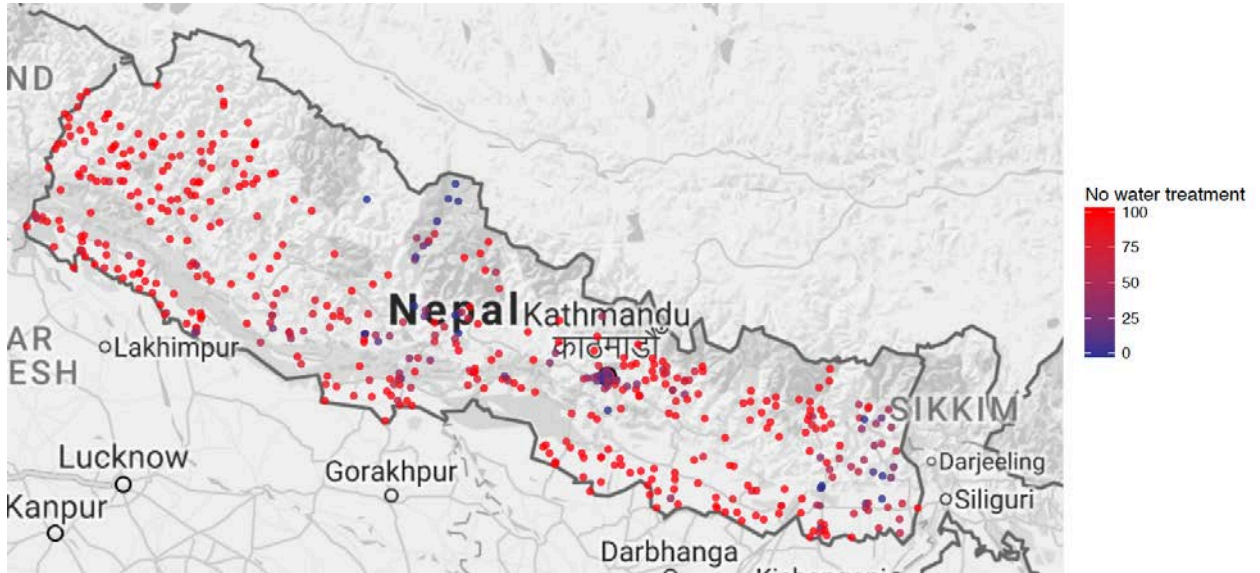 ND
No water treatment
100
75
50
25
0
Nepal
Kathmandu
काठमाडौं
AR
ESH
Lakhimpur
SIKKIM
Lucknow
Gorakhpur
Darjeeling
Kanpur
Siliguri
Darbhanga